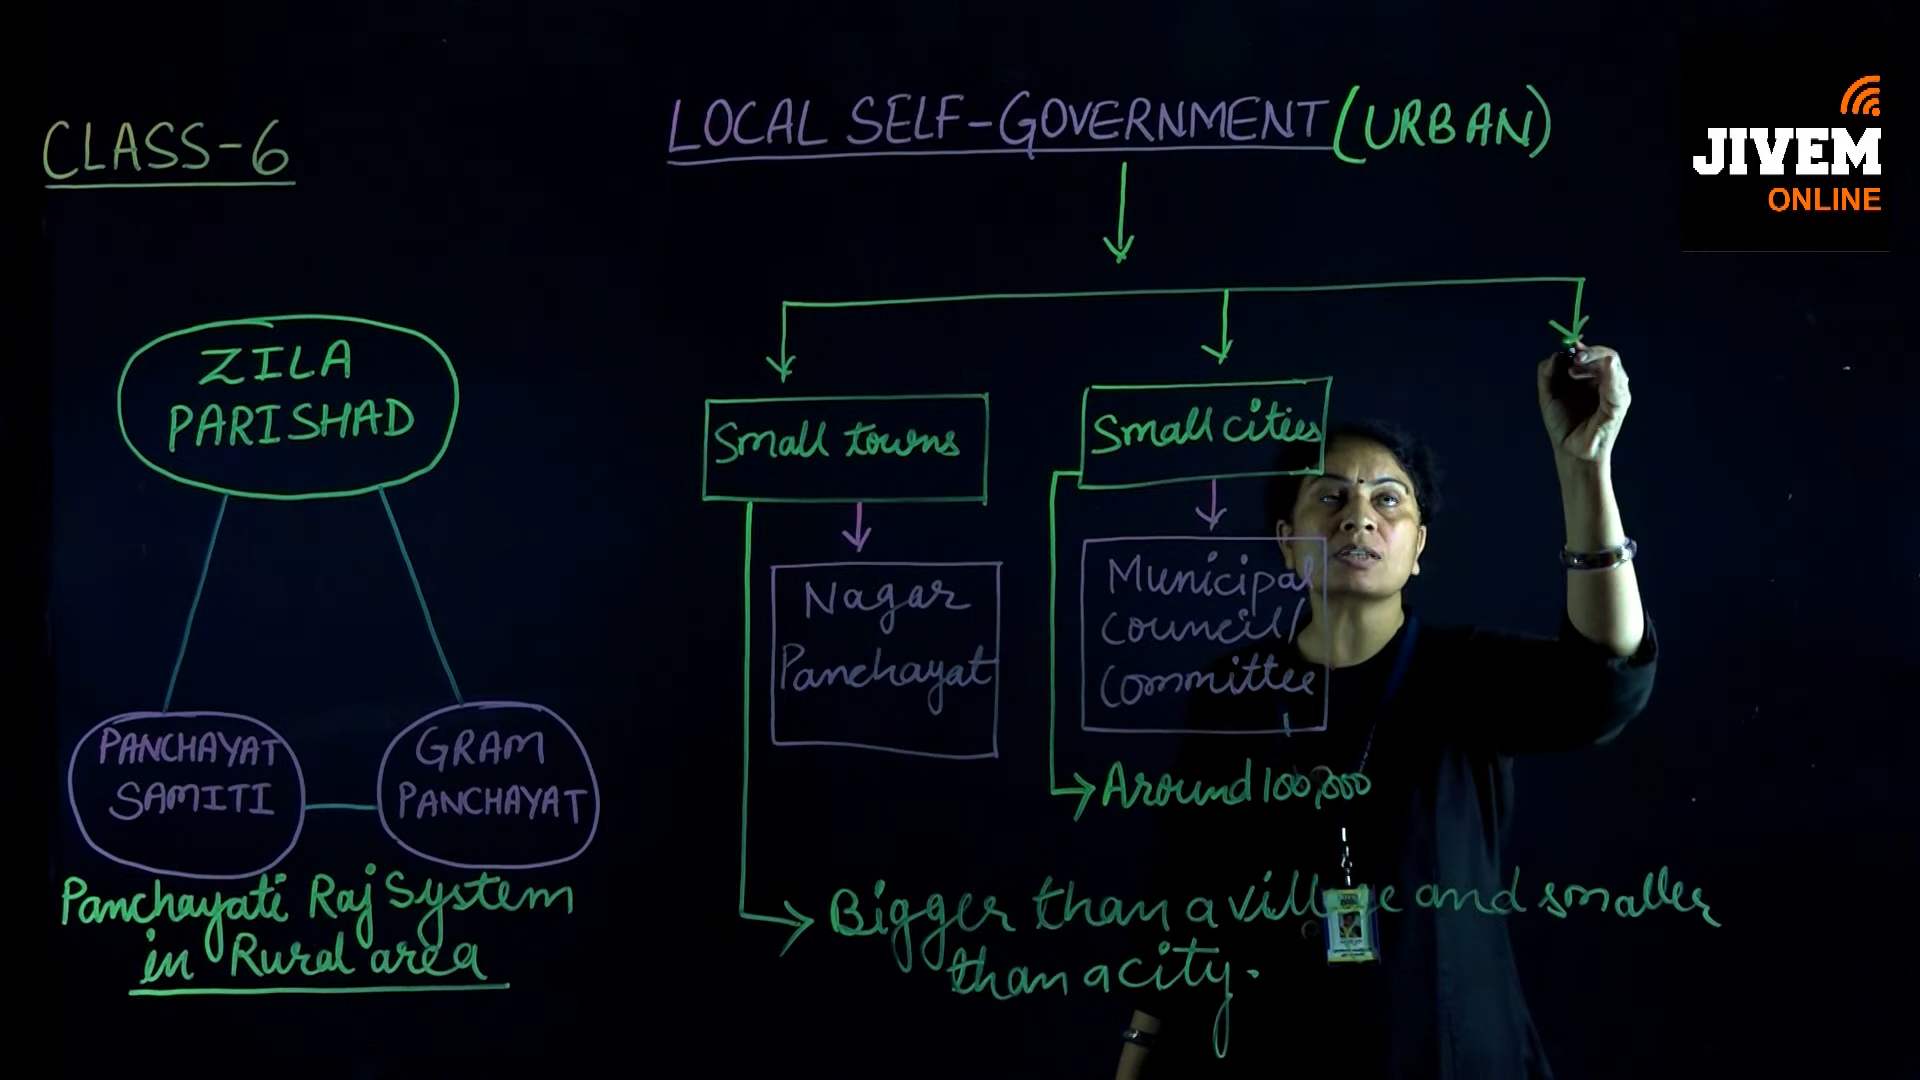 CLASS-6
LOCAL SELF-GOVERNMENT (URBAN)
JIVEM
ONLINE
ZILA
PARISHAD
PANCHAYAT
SAMITI
GRAM
PANCHAYAT
Panchayati Raj System
in Rural area
Small towns
Nagar
Panchayat
Small cities
Municipal
Council/
Committee
Around 100,000
Bigger than a village and smaller
than a city.